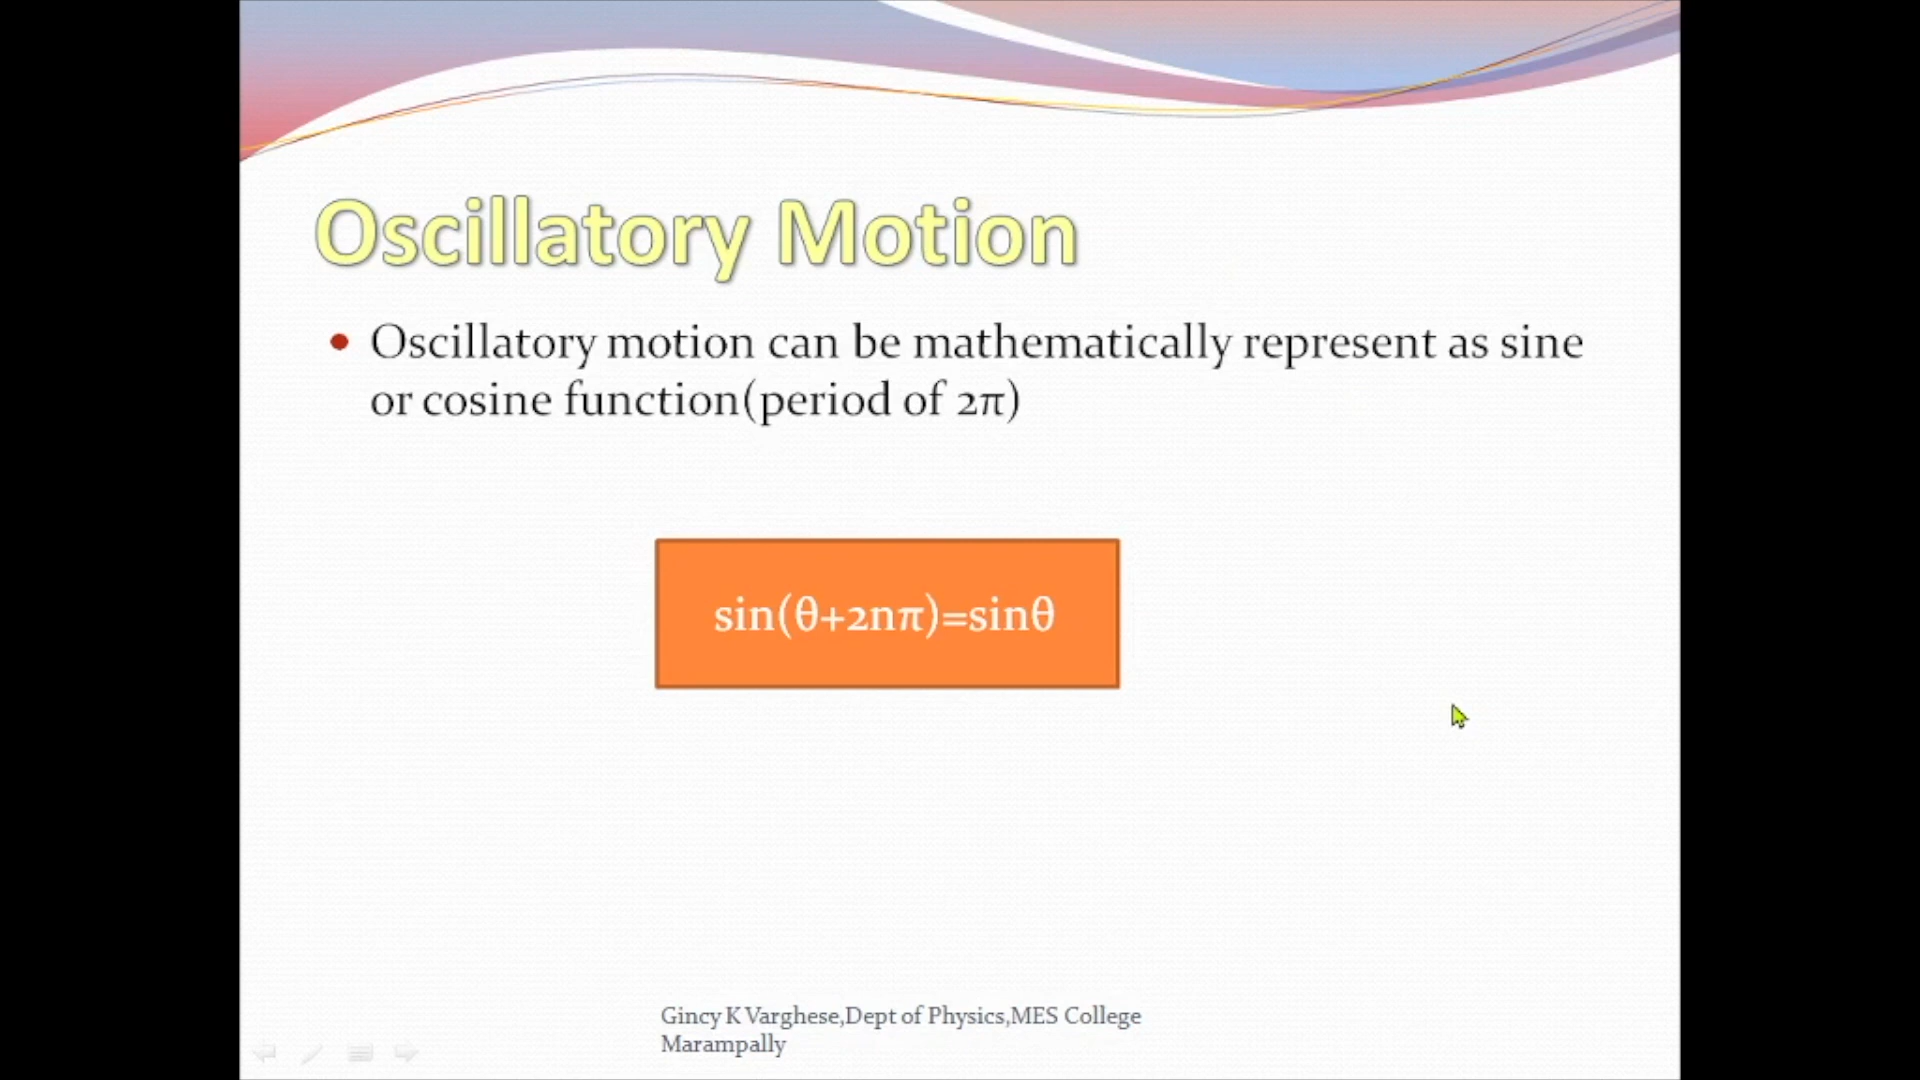 Oscillatory Motion
Oscillatory motion can be mathematically represent as sine
or cosine function(period of 2π)
sin(θ+2nπ)=sinθ
Gincy K Varghese,Dept of Physics,MES College
Marampally